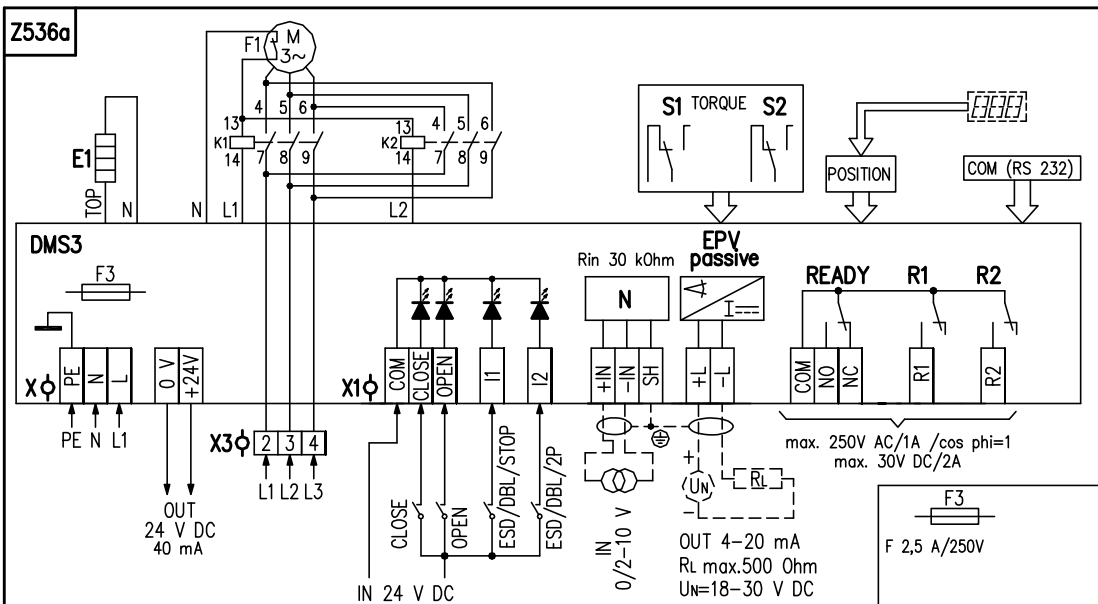 Z536a
F1
M
3~
4 5 6
4 5 6
13
K1
14
7 8 9
13
K2
14
7 8 9
E1
TOP
N
N
L1
L2
S1 TORQUE S2
POSITION
COM (RS 232)
DMS3
F3
Rin 30 kOhm
N
EPV
passive
I
READY R1 R2
X
PE
N
L
0 V
+24V
X1
COM
CLOSE
OPEN
I1
I2
+IN
-IN
SH
+L
-L
COM
NO
NC
R1
R2
PE N L1
X3
2 3 4
L1 L2 L3
OUT
24 V DC
40 mA
CLOSE
OPEN
ESD/DBL/STOP
ESD/DBL/2P
IN 24 V DC
IN
0/2-10 V
+
UN
-
RL
OUT 4-20 mA
RL max.500 Ohm
UN=18-30 V DC
max. 250V AC/1A /cos phi=1
max. 30V DC/2A
F3
F 2,5 A/250V